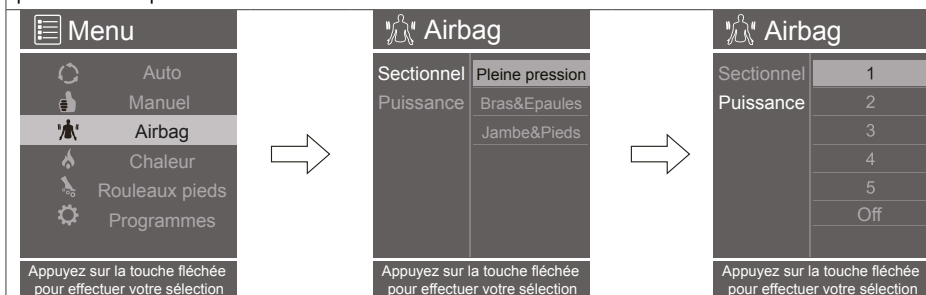 Menu
Auto
Manuel
Airbag
Chaleur
Rouleaux pieds
Programmes
Appuyez sur la touche fléchée
pour effectuer votre sélection
Airbag
Sectionnel
Puissance
Pleine pression
Bras&Epaules
Jambe&Pieds
Appuyez sur la touche fléchée
pour effectuer votre sélection
Airbag
Sectionnel
Puissance
1
2
3
4
5
Off
Appuyez sur la touche fléchée
pour effectuer votre sélection